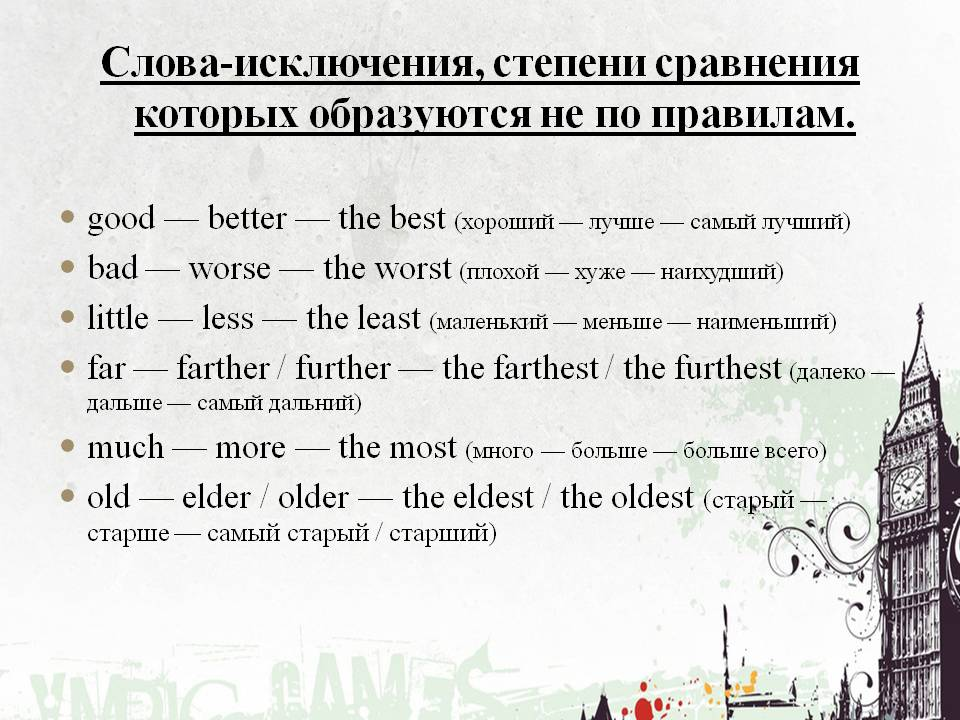 Слова-исключения, степени сравнения
которых образуются не по правилам.
good — better — the best (хороший — лучше — самый лучший)
bad — worse — the worst (плохой — хуже — наихудший)
little — less — the least (маленький — меньше — наименьший)
far — farther / further — the farthest / the furthest (далеко —
дальше — самый дальний)
much — more — the most (много — больше — больше всего)
old — elder / older — the eldest / the oldest (старый —
старше — самый старый / старший)
YMPIC GAMES